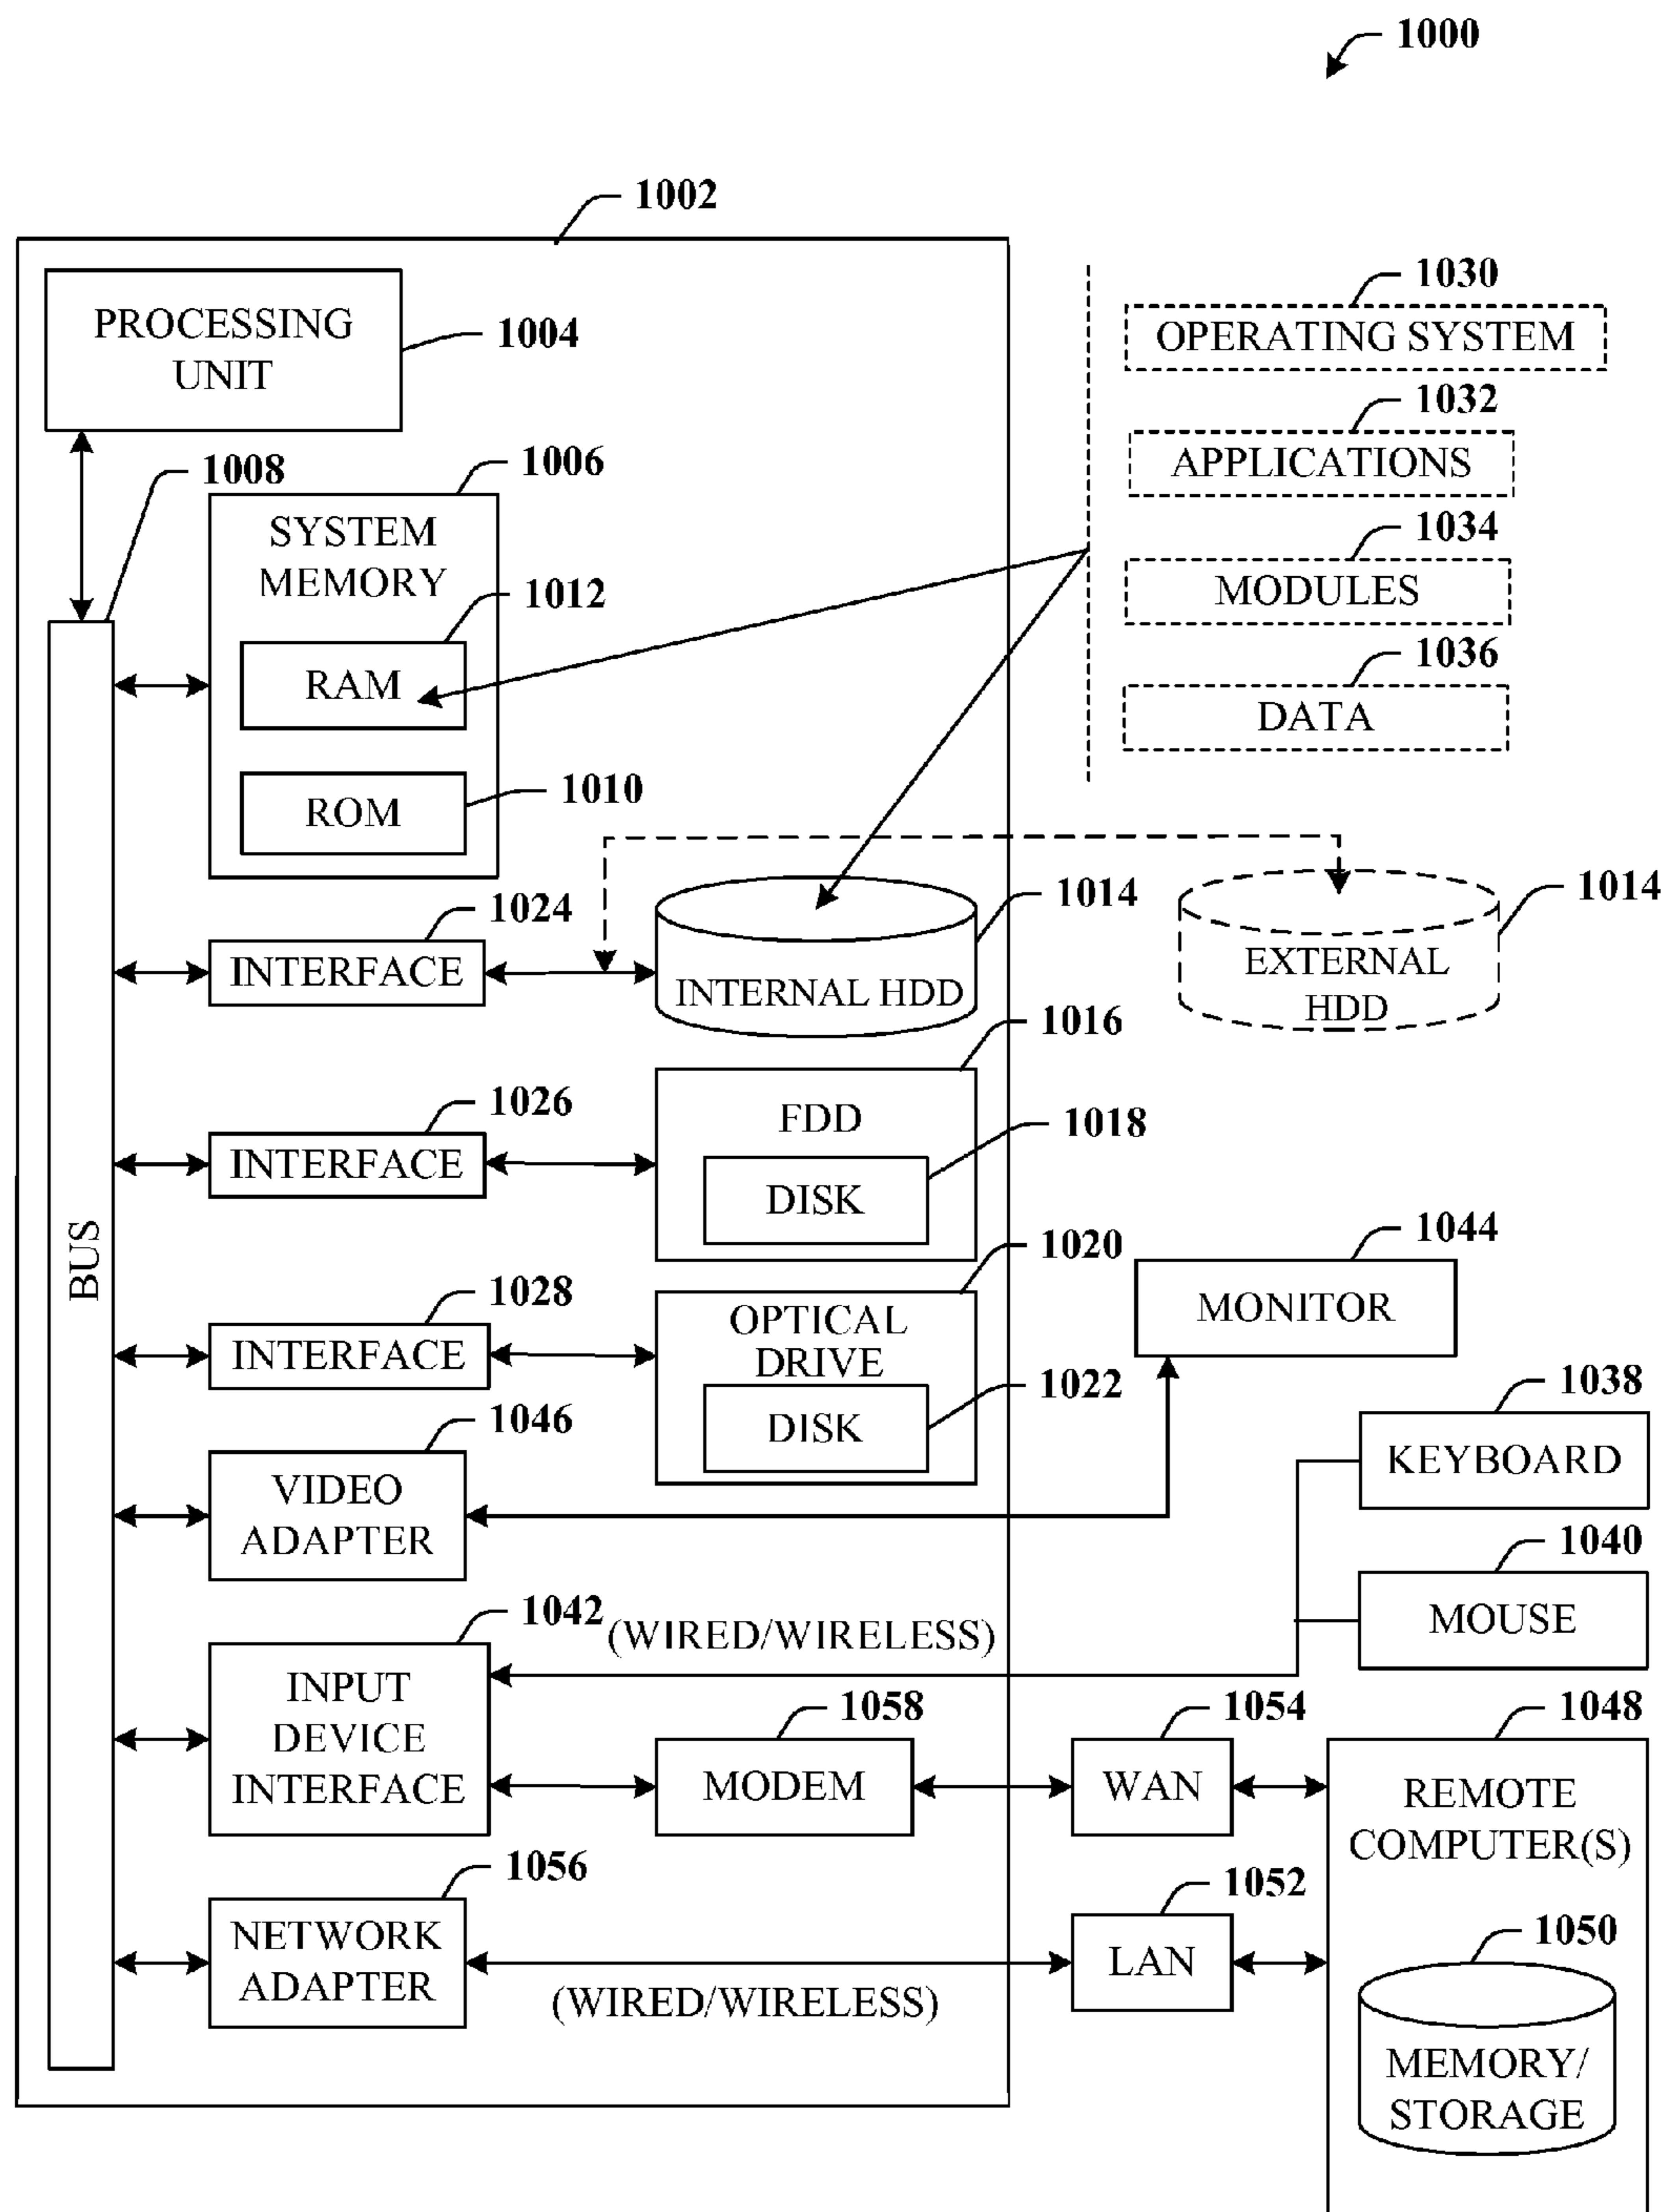 1000
1002
PROCESSING
UNIT
1004
1030
OPERATING SYSTEM
1032
APPLICATIONS
1034
MODULES
1036
DATA
1008
1006
SYSTEM
MEMORY
1012
RAM
1010
ROM
1024
INTERFACE
1014
INTERNAL HDD
1014
EXTERNAL
HDD
1016
FDD
1026
INTERFACE
1018
DISK
BUS
1020
OPTICAL
DRIVE
1028
INTERFACE
1022
DISK
1044
MONITOR
1046
VIDEO
ADAPTER
1038
KEYBOARD
1040
MOUSE
1042
(WIRED/WIRELESS)
INPUT
DEVICE
INTERFACE
1058
MODEM
1054
WAN
1048
REMOTE
COMPUTER(S)
1056
NETWORK
ADAPTER
(WIRED/WIRELESS)
1052
LAN
1050
MEMORY/
STORAGE